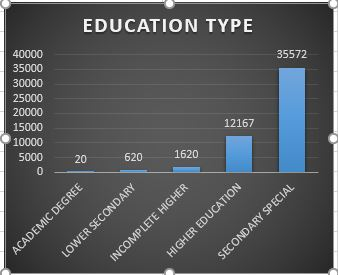 EDUCATION TYPE
40000
35000
30000
25000
20000
15000
10000
5000
0
20
620
1620
12167
35572
ACADEMIC DEGREE
LOWER SECONDARY
INCOMPLETE HIGHER
HIGHER EDUCATION
SECONDARY SPECIAL